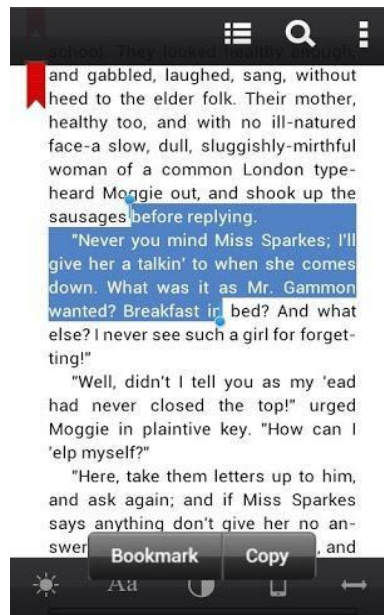 school. They looked healthy enough,
and gabbled, laughed, sang, without
heed to the elder folk. Their mother,
healthy too, and with no ill-natured
face-a slow, dull, sluggishly-mirthful
woman of a common London type-
heard Moggie out, and shook up the
sausages before replying.
"Never you mind Miss Sparkes; I'll
give her a talkin' to when she comes
down. What was it as Mr. Gammon
wanted? Breakfast in bed? And what
else? I never see such a girl for forget-
ting!"
"Well, didn't I tell you as my 'ead
had never closed the top!" urged
Moggie in plaintive key. "How can I
'elp myself?"
"Here, take them letters up to him,
and ask again; and if Miss Sparkes
says anything don't give her no an-
swer , and
Bookmark Copy
Aa